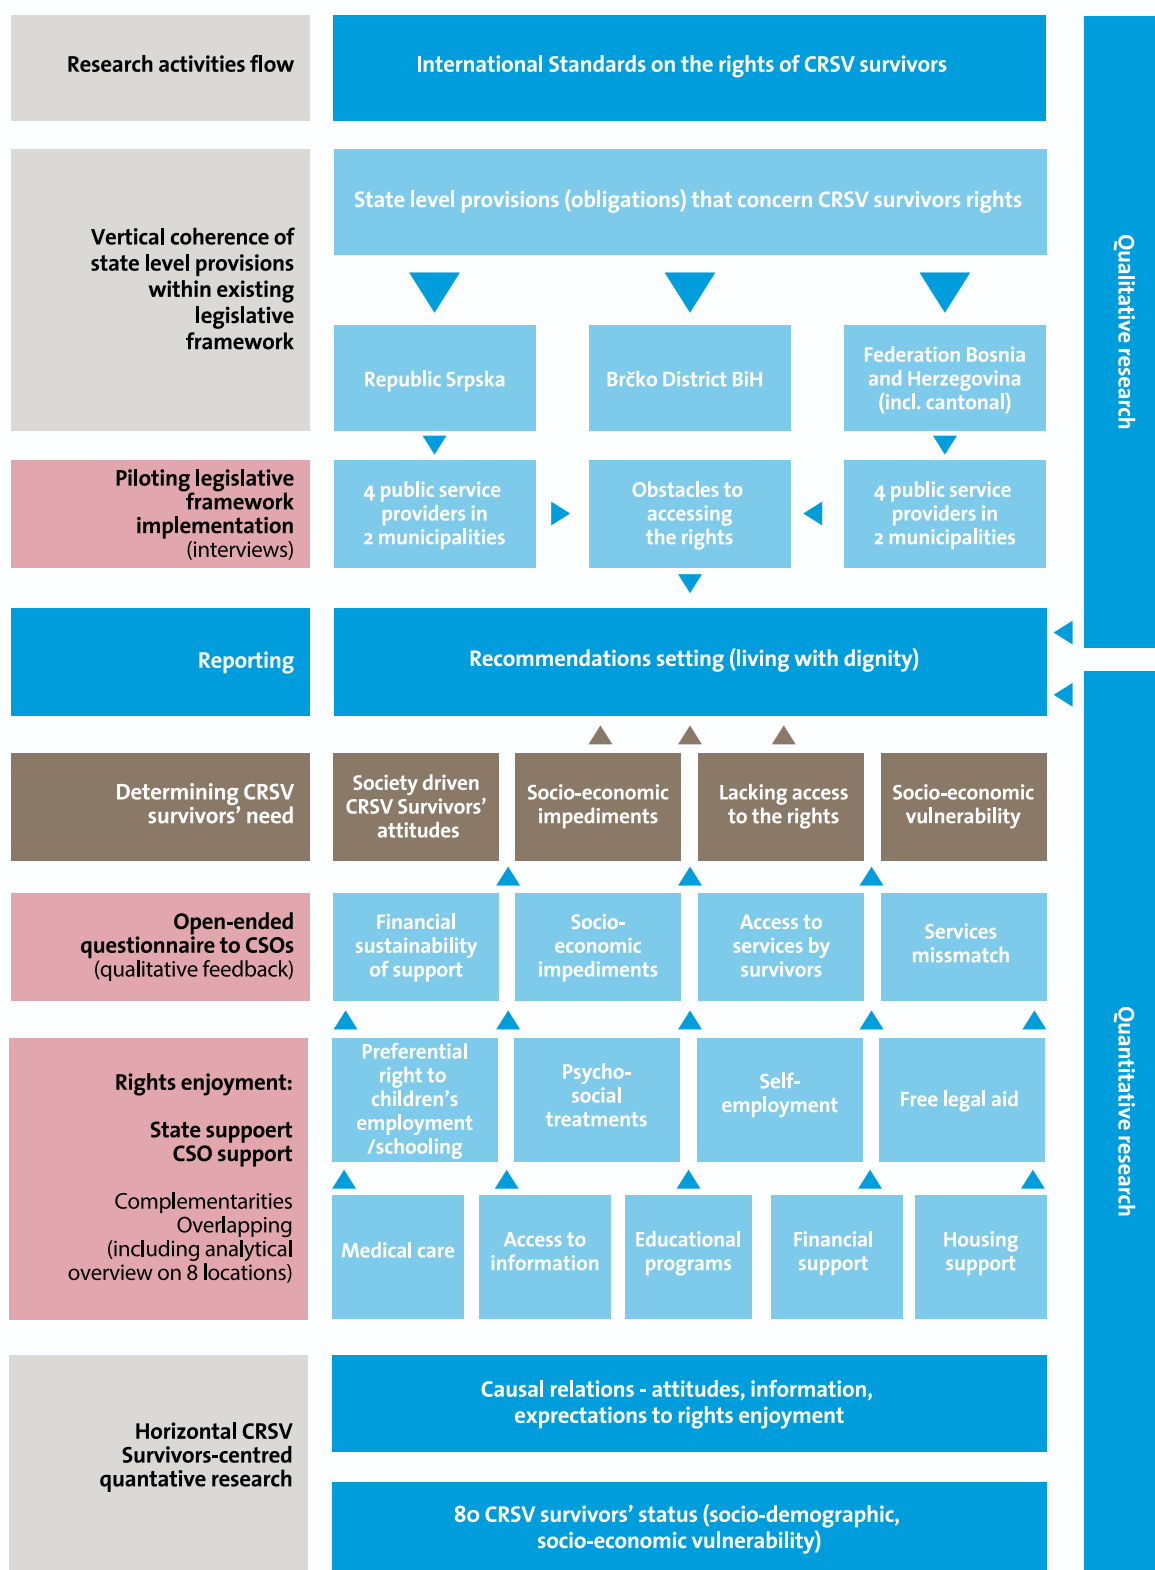 Research activities flow
International Standards on the rights of CRSV survivors
Vertical coherence of
state level provisions
within existing
legislative
framework
State level provisions (obligations) that concern CRSV survivors rights
Republic Srpska
Brčko District BiH
Federation Bosnia
and Herzegovina
(incl. cantonal)
Qualitative research
Piloting legislative
framework
implementation
(interviews)
4 public service
providers in
2 municipalities
Obstacles to
accessing
the rights
4 public service
providers in
2 municipalities
Reporting
Recommendations setting (living with dignity)
Determining CRSV
survivors’ need
Society driven
CRSV Survivors’
attitudes
Socio-economic
impediments
Lacking access
to the rights
Socio-economic
vulnerability
Open-ended
questionnaire to CSOs
(qualitative feedback)
Financial
sustainability
of support
Socio-
economic
impediments
Access to
services by
survivors
Services
missmatch
Quantitative research
Rights enjoyment:
State suppoert
CSO support
Complementarities
Overlapping
(including analytical
overview on 8 locations)
Preferential
right to
children’s
employment
/schooling
Psycho-
social
treatments
Self-
employment
Free legal aid
Medical care
Access to
information
Educational
programs
Financial
support
Housing
support
Horizontal CRSV
Survivors-centred
quantative research
Causal relations - attitudes, information,
exprectations to rights enjoyment
80 CRSV survivors’ status (socio-demographic,
socio-economic vulnerability)